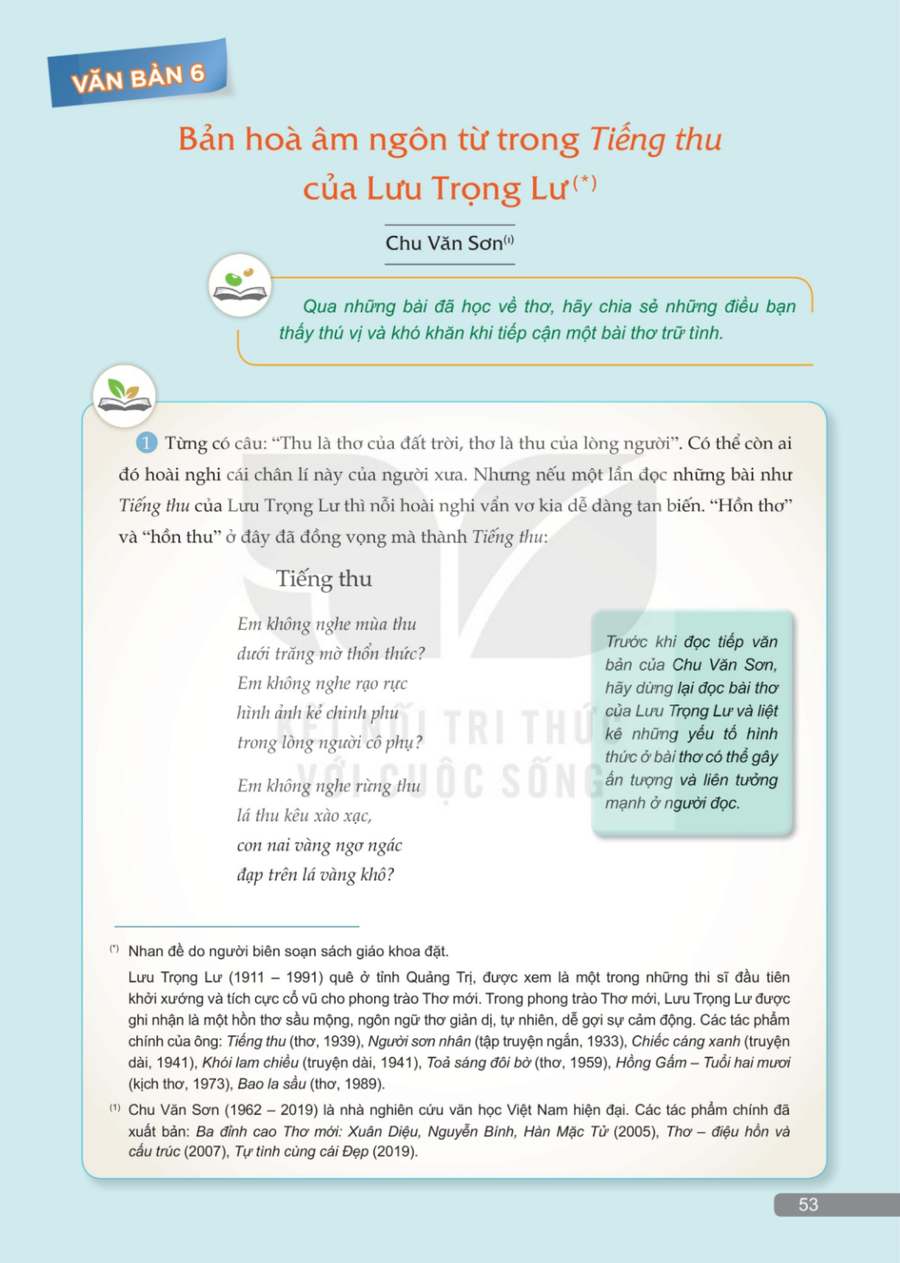 VĂN BẢN 6
Bản hoà âm ngôn từ trong Tiếng thu
của Lưu Trọng Lư(*)
Chu Văn Sơn(1)
Qua những bài đã học về thơ, hãy chia sẻ những điều bạn
thấy thú vị và khó khăn khi tiếp cận một bài thơ trữ tình.
1 Từng có câu: “Thu là thơ của đất trời, thơ là thu của lòng người”. Có thể còn ai
đó hoài nghi cái chân lí này của người xưa. Nhưng nếu một lần đọc những bài như
Tiếng thu của Lưu Trọng Lư thì nỗi hoài nghi vẩn vơ kia dễ dàng tan biến. “Hồn thơ”
và “hồn thu” ở đây đã đồng vọng mà thành Tiếng thu:
Tiếng thu
Em không nghe mùa thu
dưới trăng mờ thổn thức?
Em không nghe rạo rực
hình ảnh kẻ chinh phu
trong lòng người cô phụ?
Em không nghe rừng thu
lá thu kêu xào xạc,
con nai vàng ngơ ngác
đạp trên lá vàng khô?
Trước khi đọc tiếp văn
bản của Chu Văn Sơn,
hãy dừng lại đọc bài thơ
của Lưu Trọng Lư và liệt
kê những yếu tố hình
thức ở bài thơ có thể gây
ấn tượng và liên tưởng
mạnh ở người đọc.
KẾT NỐI TRI THỨC
VỚI CUỘC SỐNG
(*) Nhan đề do người biên soạn sách giáo khoa đặt.
Lưu Trọng Lư (1911 – 1991) quê ở tỉnh Quảng Trị, được xem là một trong những thi sĩ đầu tiên
khởi xướng và tích cực cổ vũ cho phong trào Thơ mới. Trong phong trào Thơ mới, Lưu Trọng Lư được
ghi nhận là một hồn thơ sầu mộng, ngôn ngữ thơ giản dị, tự nhiên, dễ gợi sự cảm động. Các tác phẩm
chính của ông: Tiếng thu (thơ, 1939), Người sơn nhân (tập truyện ngắn, 1933), Chiếc cáng xanh (truyện
dài, 1941), Khói lam chiều (truyện dài, 1941), Toả sáng đôi bờ (thơ, 1959), Hồng Gấm – Tuổi hai mươi
(kịch thơ, 1973), Bao la sầu (thơ, 1989).
(1) Chu Văn Sơn (1962 – 2019) là nhà nghiên cứu văn học Việt Nam hiện đại. Các tác phẩm chính đã
xuất bản: Ba đỉnh cao Thơ mới: Xuân Diệu, Nguyễn Bính, Hàn Mặc Tử (2005), Thơ – điệu hồn và
cấu trúc (2007), Tự tình cùng cái Đẹp (2019).
53